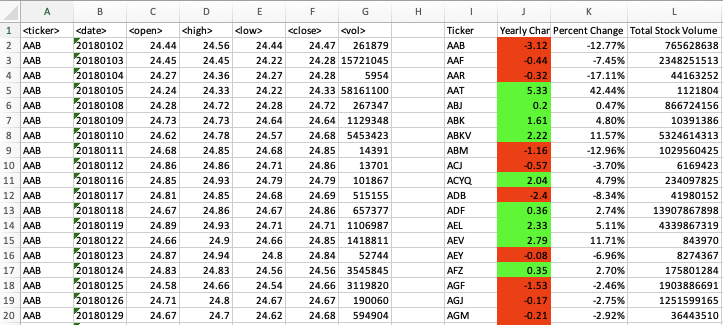 A B C D E F G H I J K L
1 <ticker> <date> <open> <high> <low> <close> <vol> Ticker Yearly Char Percent Change Total Stock Volume
2 AAB 20180102 24.44 24.56 24.44 24.47 261879 AAB -3.12 -12.77% 765628638
3 AAB 20180103 24.45 24.45 24.22 24.28 15721045 AAF -0.44 -7.45% 2348251513
4 AAB 20180104 24.27 24.36 24.27 24.28 5954 AAR -0.32 -17.11% 44163252
5 AAB 20180105 24.24 24.33 24.22 24.33 58161100 AAT 5.33 42.44% 1121804
6 AAB 20180108 24.28 24.72 24.28 24.72 267347 ABJ 0.2 0.47% 866724156
7 AAB 20180109 24.73 24.73 24.64 24.64 1129348 ABK 1.61 4.80% 10391386
8 AAB 20180110 24.62 24.78 24.57 24.68 5453423 ABKV 2.22 11.57% 5324614313
9 AAB 20180111 24.68 24.85 24.68 24.85 14391 ABM -1.16 -12.96% 1029560425
10 AAB 20180112 24.86 24.86 24.71 24.86 13701 ACJ -0.57 -3.70% 6169423
11 AAB 20180116 24.85 24.93 24.79 24.79 101867 ACYQ 2.04 4.79% 234097825
12 AAB 20180117 24.81 24.85 24.68 24.69 515155 ADB -2.4 -8.34% 41980152
13 AAB 20180118 24.67 24.86 24.67 24.86 657377 ADF 0.36 2.74% 13907867898
14 AAB 20180119 24.89 24.93 24.71 24.71 1106987 AEL 2.33 5.11% 4339867319
15 AAB 20180122 24.66 24.9 24.66 24.85 1418811 AEV 2.79 11.71% 843970
16 AAB 20180123 24.87 24.94 24.8 24.84 52744 AEY -0.08 -6.96% 8274367
17 AAB 20180124 24.83 24.83 24.56 24.56 3545845 AFZ 0.35 2.70% 175801284
18 AAB 20180125 24.58 24.66 24.54 24.66 3119820 AGF -1.53 -2.46% 1903886691
19 AAB 20180126 24.71 24.8 24.67 24.67 190060 AGJ -0.17 -2.75% 1251599165
20 AAB 20180129 24.67 24.7 24.62 24.68 594904 AGM -0.21 -2.92% 36443510